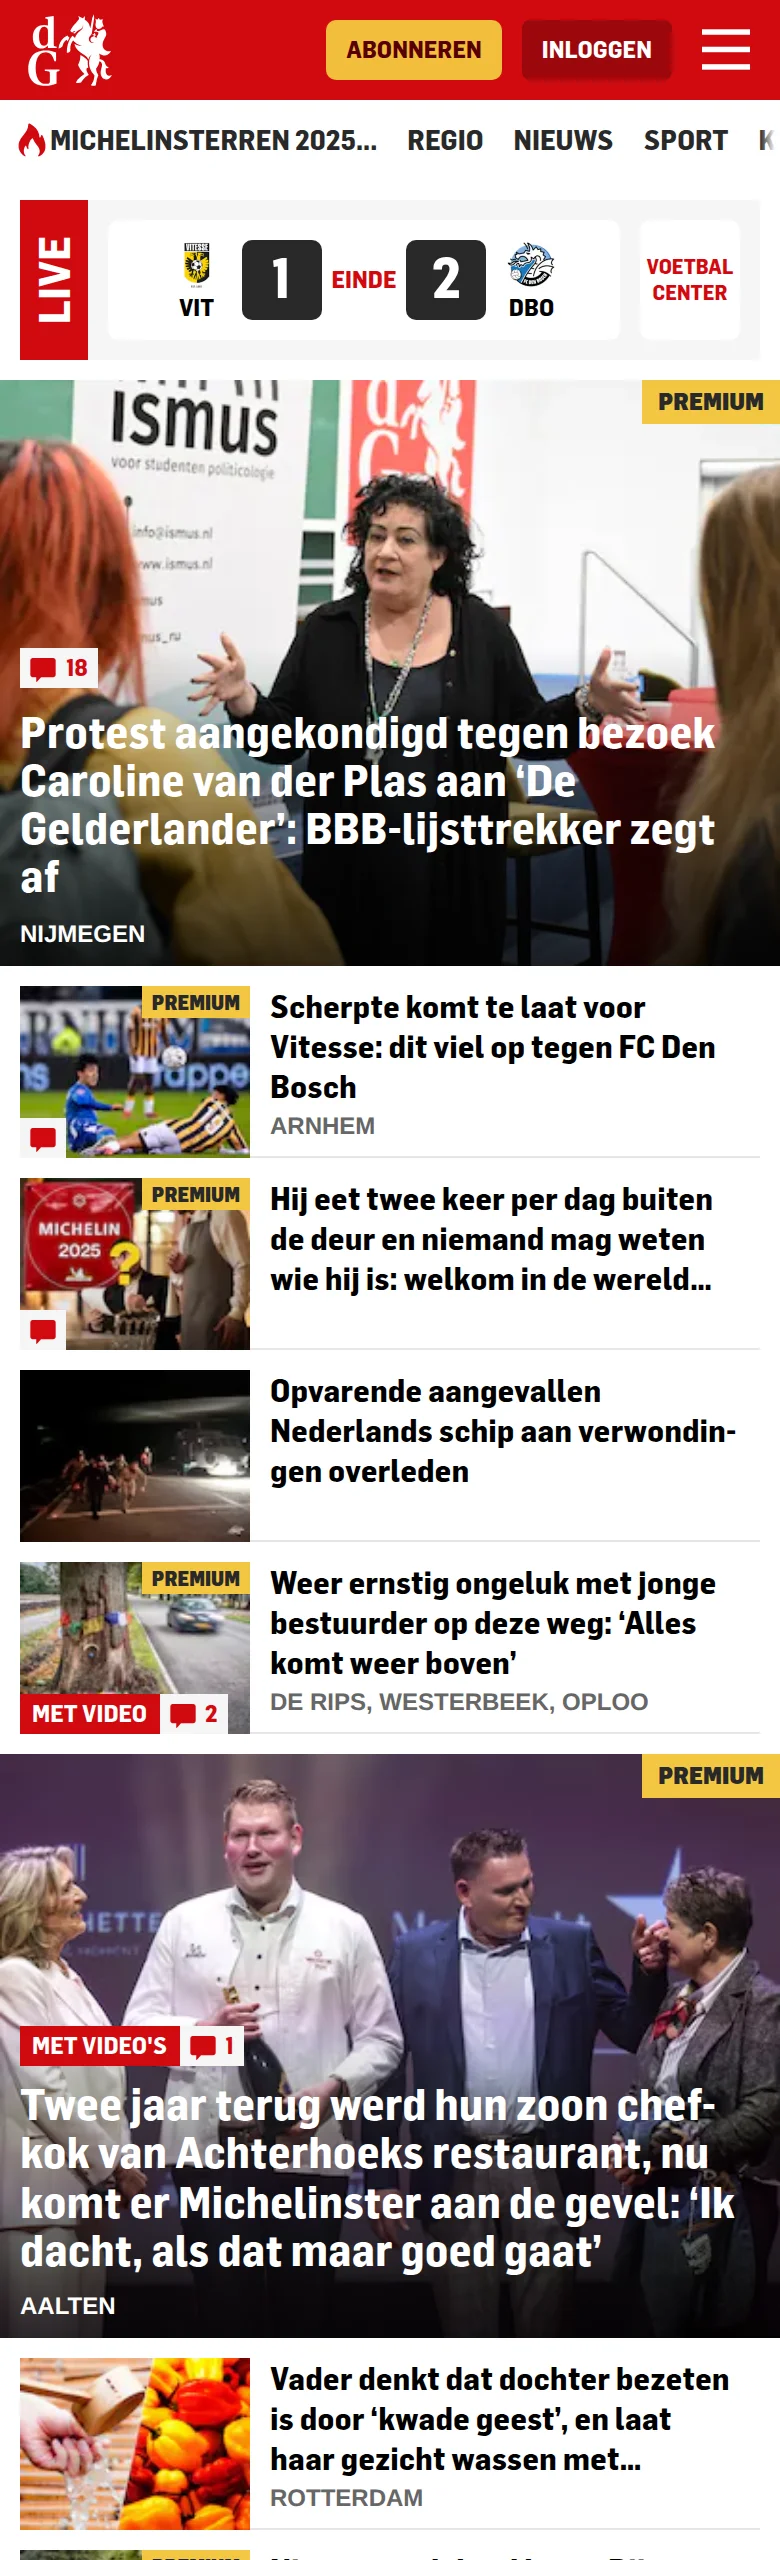 dG
ABONNEREN
INLOGGEN
MICHELINSTERREN 2025...
REGIO
NIEUWS
SPORT
LIVE
VITESSE
VIT
1
EINDE
2
DBO
VOETBAL
CENTER
PREMIUM
ismus
voor studenten politicologie
info@ismus.nl
www.ismus.nl
dG
18
Protest aangekondigd tegen bezoek
Caroline van der Plas aan ‘De
Gelderlander’: BBB-lijsttrekker zegt
af
NIJMEGEN
PREMIUM
Scherpte komt te laat voor
Vitesse: dit viel op tegen FC Den
Bosch
ARNHEM
PREMIUM
MICHELIN
2025
?
Hij eet twee keer per dag buiten
de deur en niemand mag weten
wie hij is: welkom in de wereld...
Opvarende aangevallen
Nederlands schip aan verwondin-
gen overleden
PREMIUM
MET VIDEO
2
Weer ernstig ongeluk met jonge
bestuurder op deze weg: ‘Alles
komt weer boven’
DE RIPS, WESTERBEEK, OPLOO
PREMIUM
MET VIDEO'S
1
Twee jaar terug werd hun zoon chef-
kok van Achterhoeks restaurant, nu
komt er Michelinster aan de gevel: ‘Ik
dacht, als dat maar goed gaat’
AALTEN
Vader denkt dat dochter bezeten
is door ‘kwade geest’, en laat
haar gezicht wassen met...
ROTTERDAM